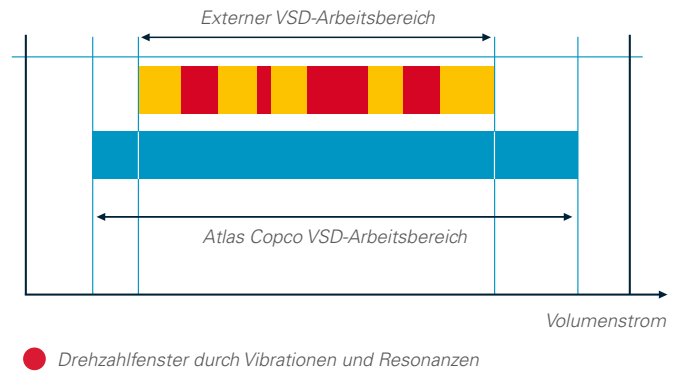 Externer VSD-Arbeitsbereich
Atlas Copco VSD-Arbeitsbereich
Volumenstrom
Drehzahlfenster durch Vibrationen und Resonanzen